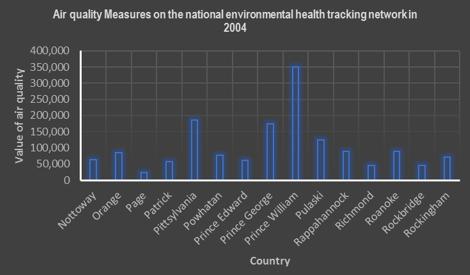 Air quality Measures on the national environmental health tracking network in
2004
400,000
350,000
300,000
250,000
200,000
150,000
100,000
50,000
0
Value of air quality
Nottoway
Orange
Page
Patrick
Pittsylvania
Powhatan
Prince Edward
Prince George
Prince William
Pulaski
Rappahannock
Richmond
Roanoke
Rockbridge
Rockingham
Country